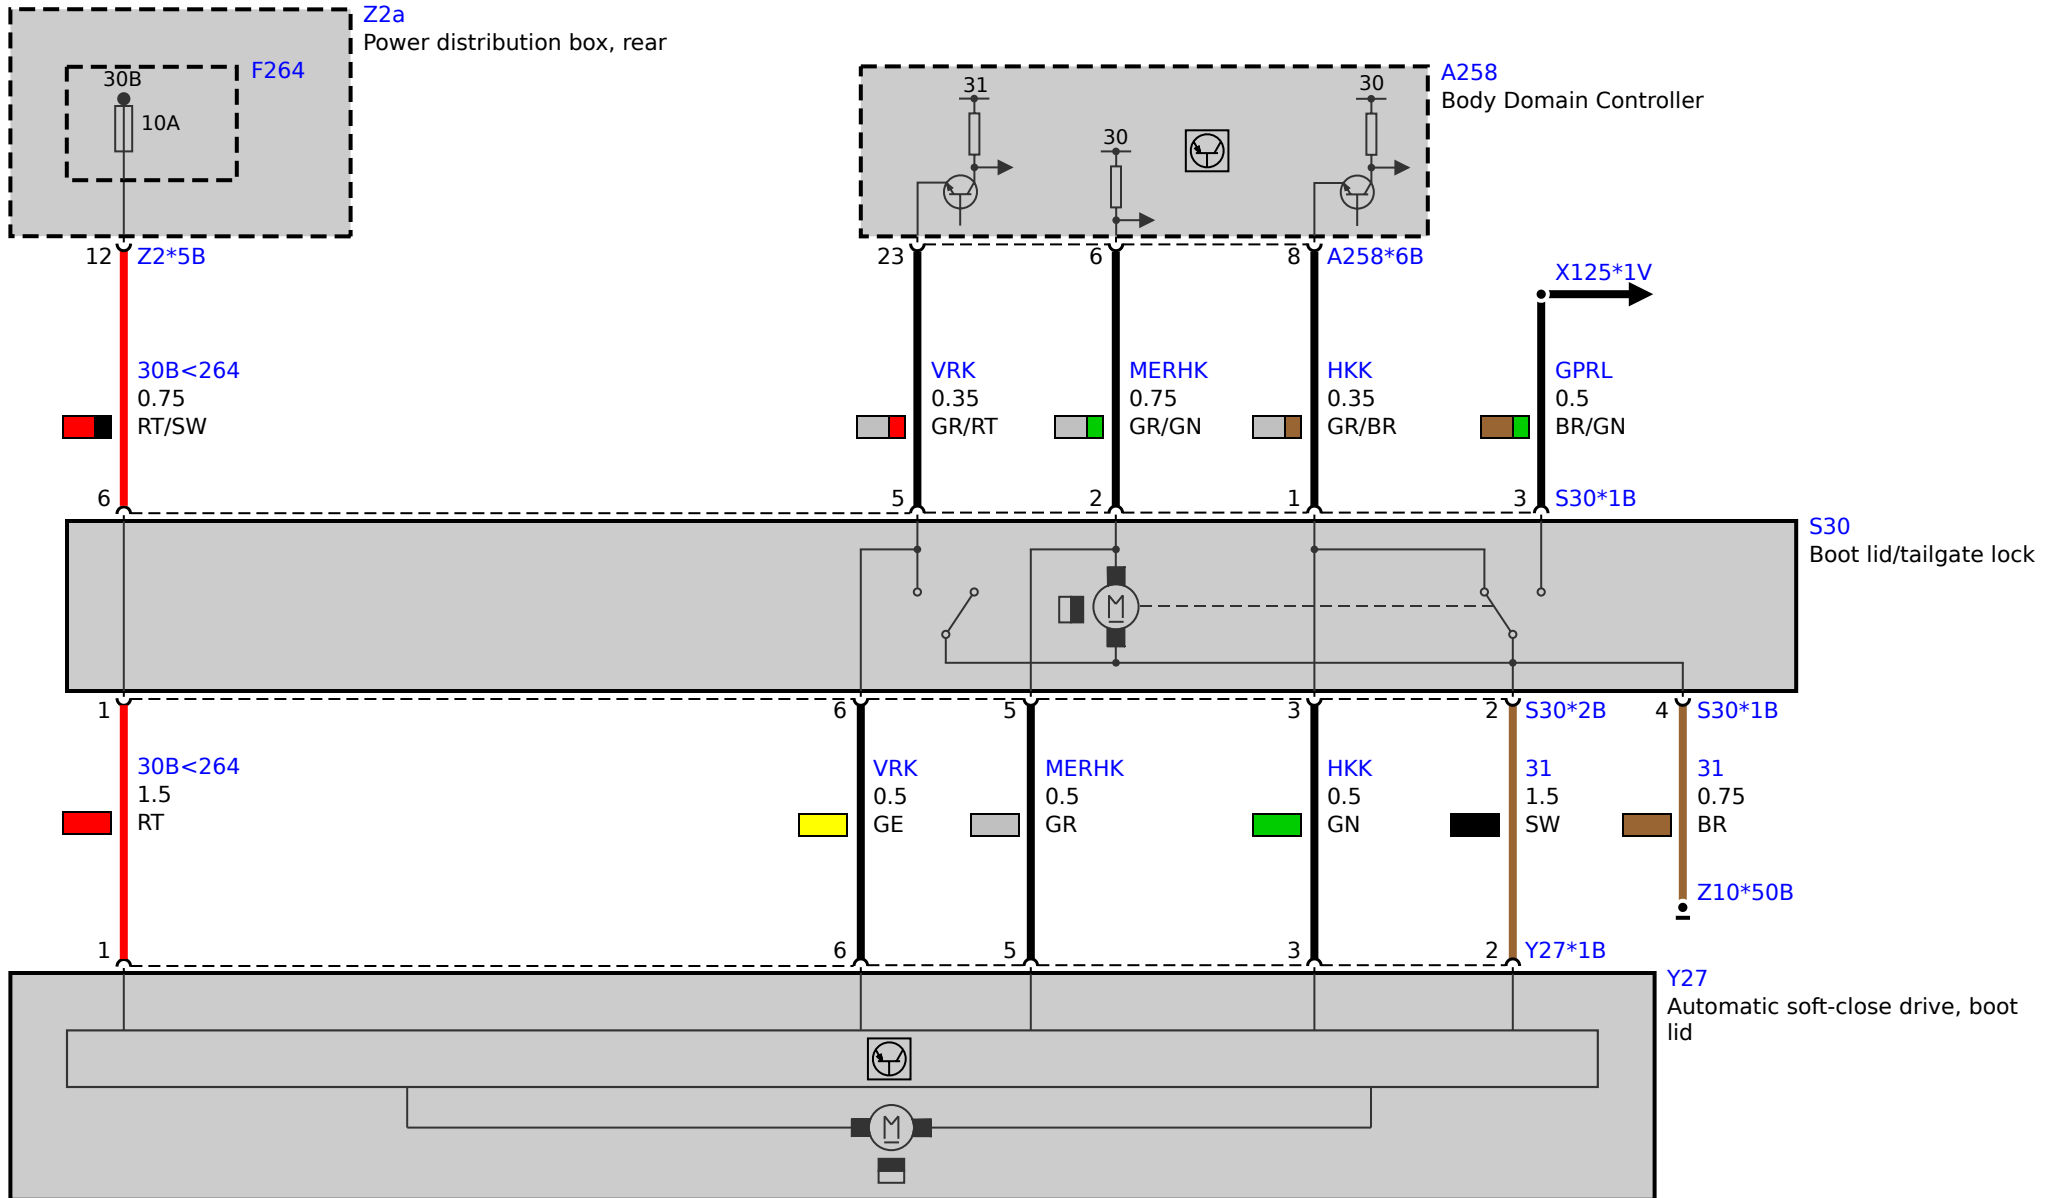 Z2a
Power distribution box, rear
F264
30B
10A
A258
Body Domain Controller
31
30
30
12 Z2*5B
23
6
8 A258*6B
X125*1V
30B<264
0.75
RT/SW
VRK
0.35
GR/RT
MERHK
0.75
GR/GN
HKK
0.35
GR/BR
GPRL
0.5
BR/GN
6
5
2
1
3 S30*1B
S30
Boot lid/tailgate lock
M
1
6
5
3
2 S30*2B
4 S30*1B
30B<264
1.5
RT
VRK
0.5
GE
MERHK
0.5
GR
HKK
0.5
GN
31
1.5
SW
31
0.75
BR
Z10*50B
1
6
5
3
2 Y27*1B
Y27
Automatic soft-close drive, boot
lid
M